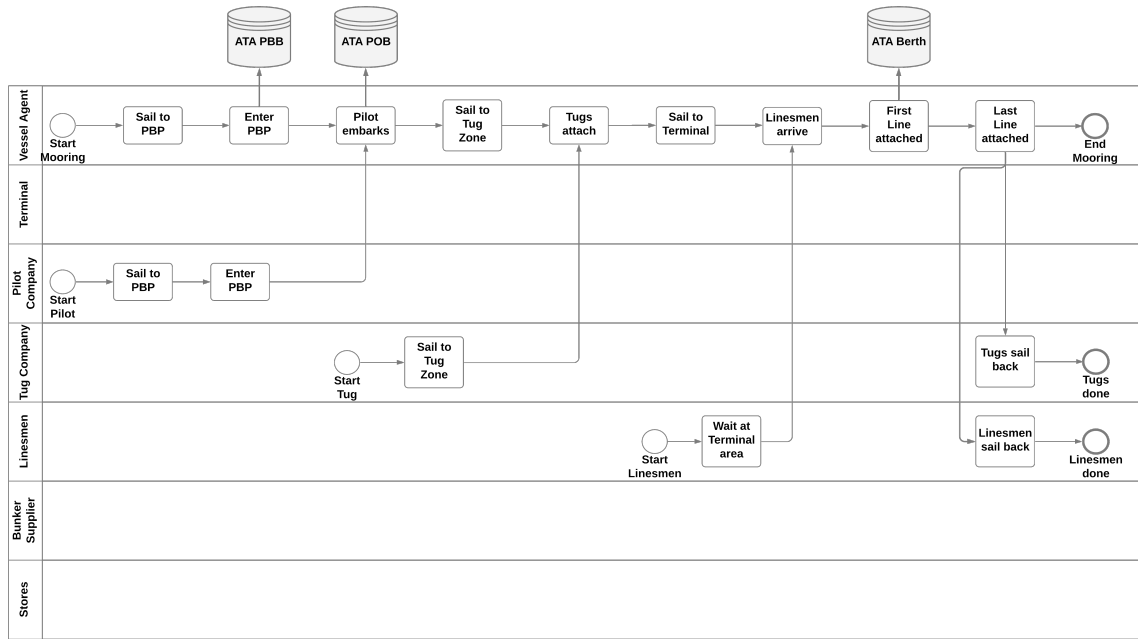 ATA PBB
ATA POB
ATA Berth
Vessel Agent
Start
Mooring
Sail to
PBP
Enter
PBP
Pilot
embarks
Sail to
Tug
Zone
Tugs
attach
Sail to
Terminal
Linesmen
arrive
First
Line
attached
Last
Line
attached
End
Mooring
Terminal
Pilot
Company
Start
Pilot
Sail to
PBP
Enter
PBP
Tug Company
Start
Tug
Sail to
Tug
Zone
Tugs sail
back
Tugs
done
Linesmen
Start
Linesmen
Wait at
Terminal
area
Linesmen
sail back
Linesmen
done
Bunker
Supplier
Stores